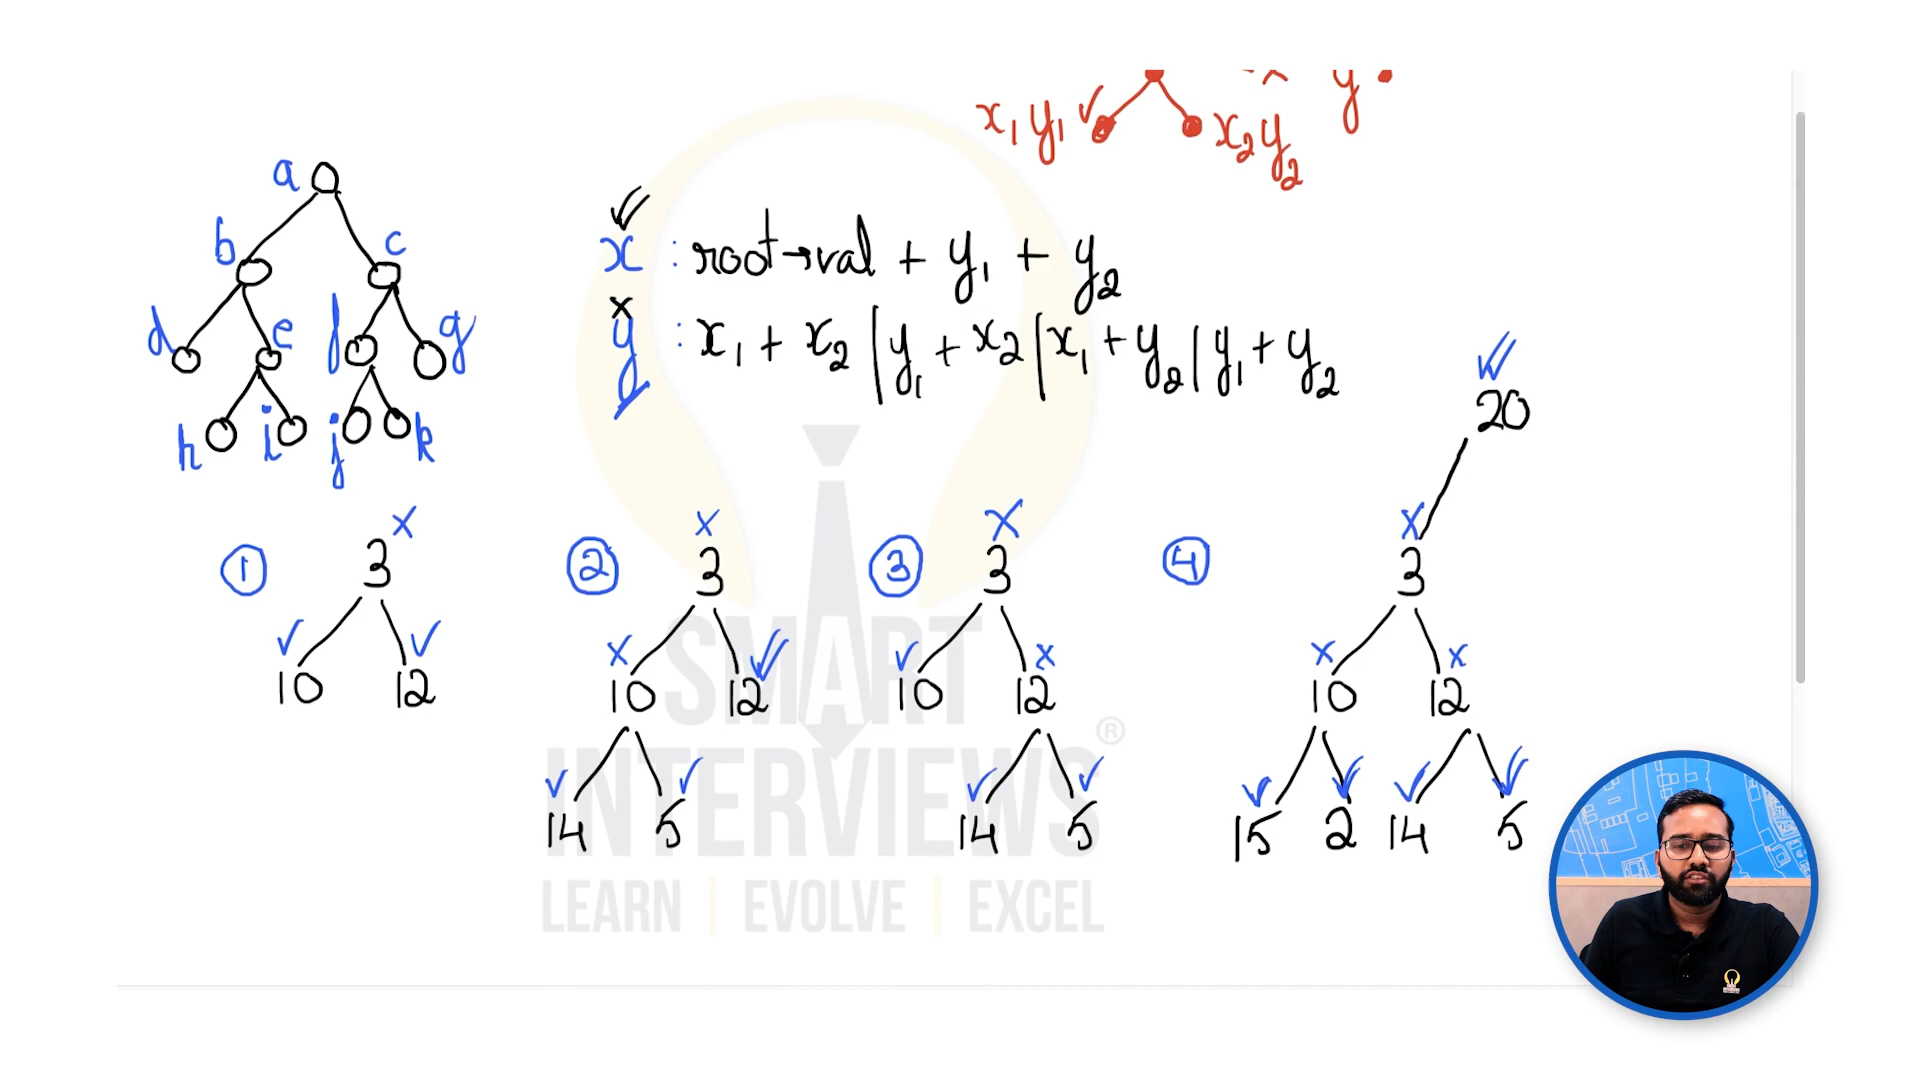 x₁ y₁ ✓
x₂ y₂
x y
a
b c
d e f g
h i j k
✓
x : root→val + y₁ + y₂
x
y : x₁ + x₂ | y₁ + x₂ | x₁ + y₂ | y₁ + y₂
✓
20
x x x x
① 3 ② 3 ③ 3 ④ 3
✓ ✓ x ✓ ✓ x x x
10 12 10 12 10 12 10 12
✓ ✓ ✓ ✓ ✓ ✓ ✓ ✓
14 5 14 5 15 2 14 5
SMART
INTERVIEWS ®
LEARN | EVOLVE | EXCEL